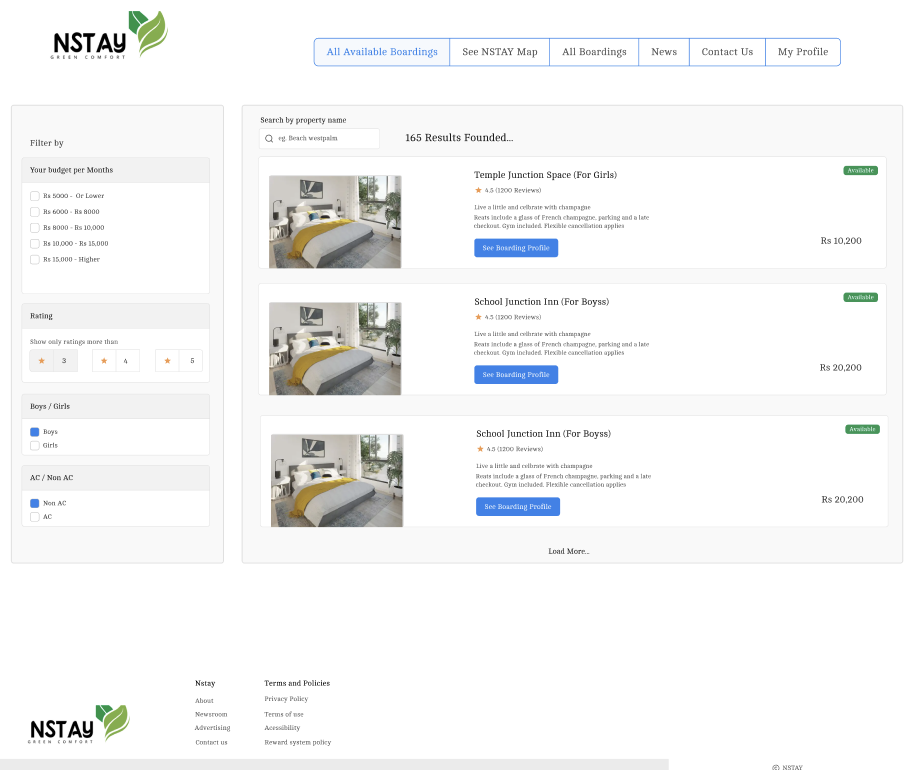 NSTAY
GREEN COMFORT
All Available Boardings
See NSTAY Map
All Boardings
News
Contact Us
My Profile
Filter by
Your budget per Months
Rs 5000 - Or Lower
Rs 6000 - Rs 8000
Rs 8000 - Rs 10,000
Rs 10,000 - Rs 15,000
Rs 15,000 - Higher
Rating
Show only ratings more than
3
4
5
Boys / Girls
Boys
Girls
AC / Non AC
Non AC
AC
Search by property name
eg. Beach westpalm
165 Results Founded...
Temple Junction Space (For Girls)
Available
4.5 (1200 Reviews)
Live a little and celbrate with champagne
Reats include a glass of French champagne, parking and a late
checkout. Gym included. Flexible cancellation applies
See Boarding Profile
Rs 10,200
School Junction Inn (For Boyss)
Available
4.5 (1200 Reviews)
Live a little and celbrate with champagne
Reats include a glass of French champagne, parking and a late
checkout. Gym included. Flexible cancellation applies
See Boarding Profile
Rs 20,200
School Junction Inn (For Boyss)
Available
4.5 (1200 Reviews)
Live a little and celbrate with champagne
Reats include a glass of French champagne, parking and a late
checkout. Gym included. Flexible cancellation applies
See Boarding Profile
Rs 20,200
Load More...
NSTAY
GREEN COMFORT
Nstay
About
Newsroom
Advertising
Contact us
Terms and Policies
Privacy Policy
Terms of use
Acessibility
Reward system policy
© NSTAY